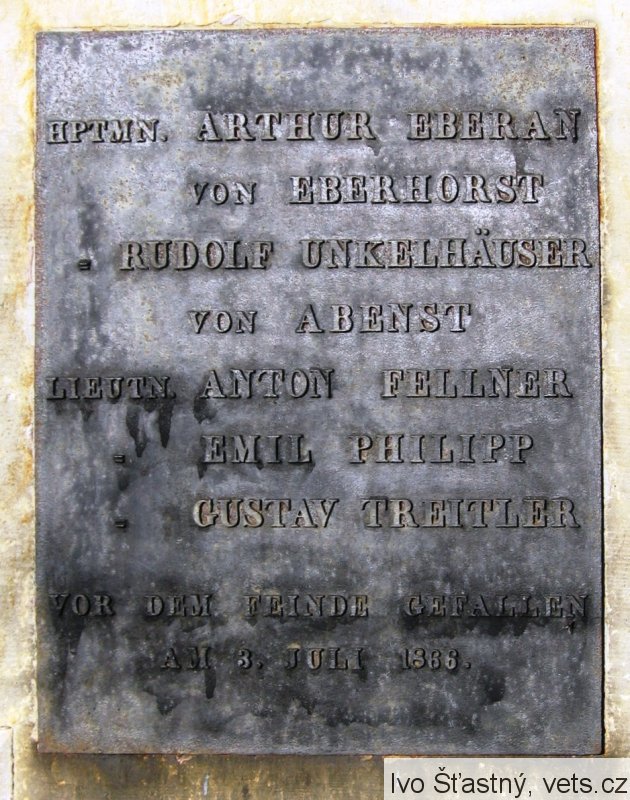 HPTMN. ARTHUR EBERAN
VON EBERHORST
= RUDOLF UNKELHÄUSER
VON ABENST
LIEUTN. ANTON FELLNER
= EMIL PHILIPP
= GUSTAV TREITLER
VOR DEM FEINDE GEFALLEN
AM 3. JULI 1866.
Ivo Šťastný, vets.cz